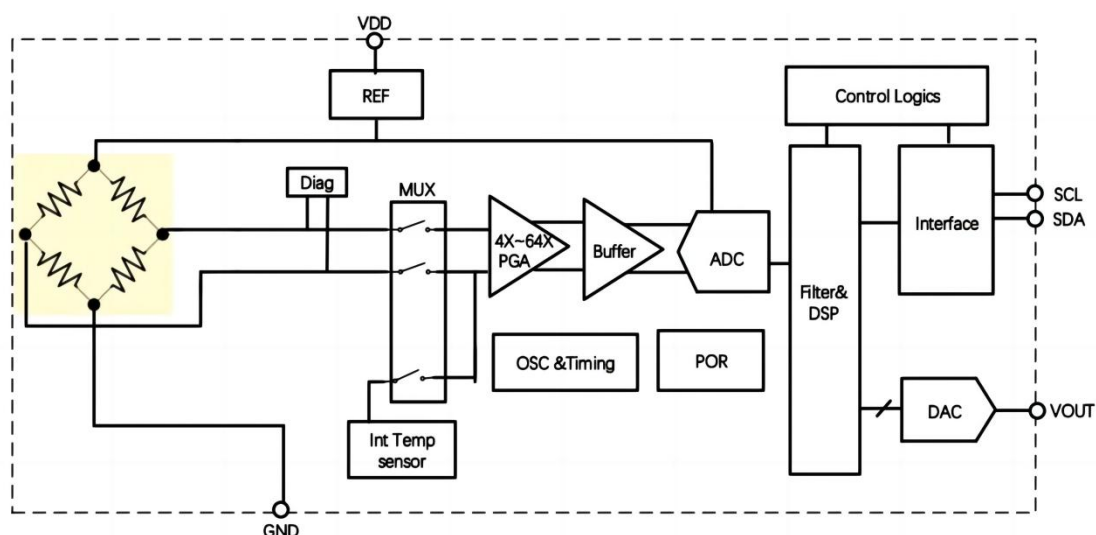 VDD
REF
Control Logics
Diag
MUX
SCL
SDA
Interface
4X~64X
PGA
Buffer
ADC
Filter&
DSP
OSC &Timing
POR
Int Temp
sensor
DAC
VOUT
GND